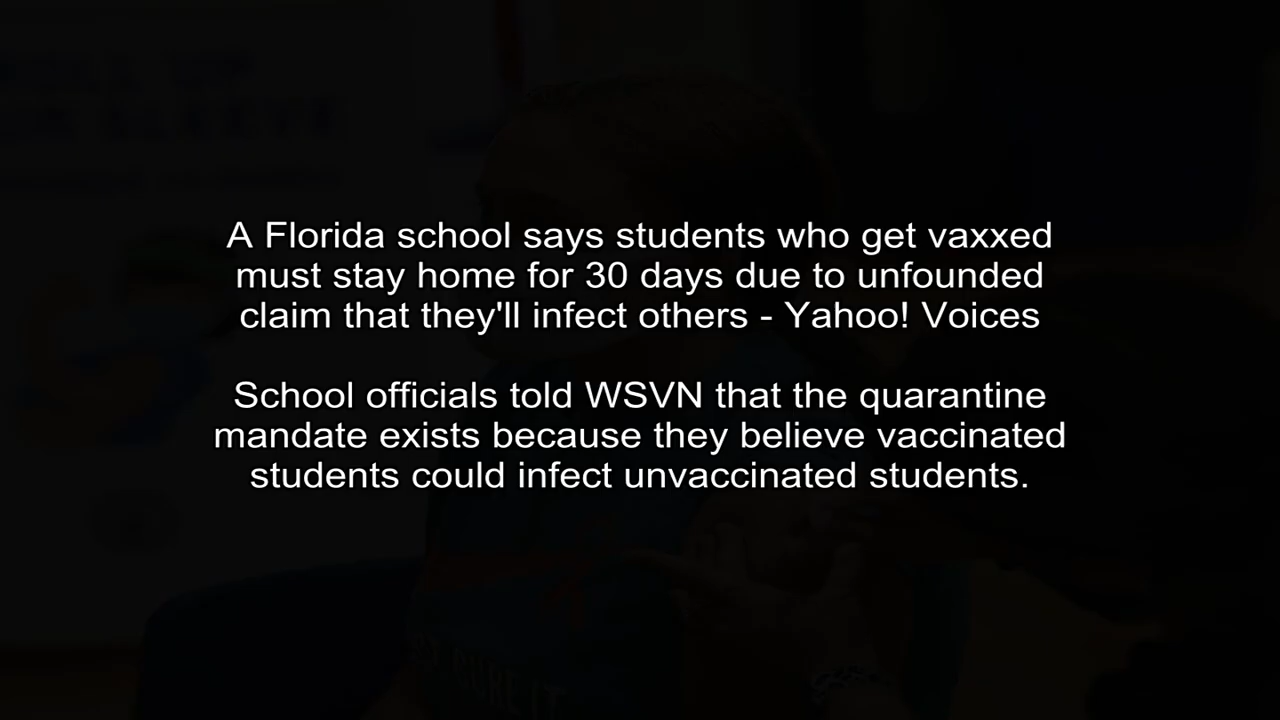 A Florida school says students who get vaxxed
must stay home for 30 days due to unfounded
claim that they'll infect others - Yahoo! Voices
School officials told WSVN that the quarantine
mandate exists because they believe vaccinated
students could infect unvaccinated students.